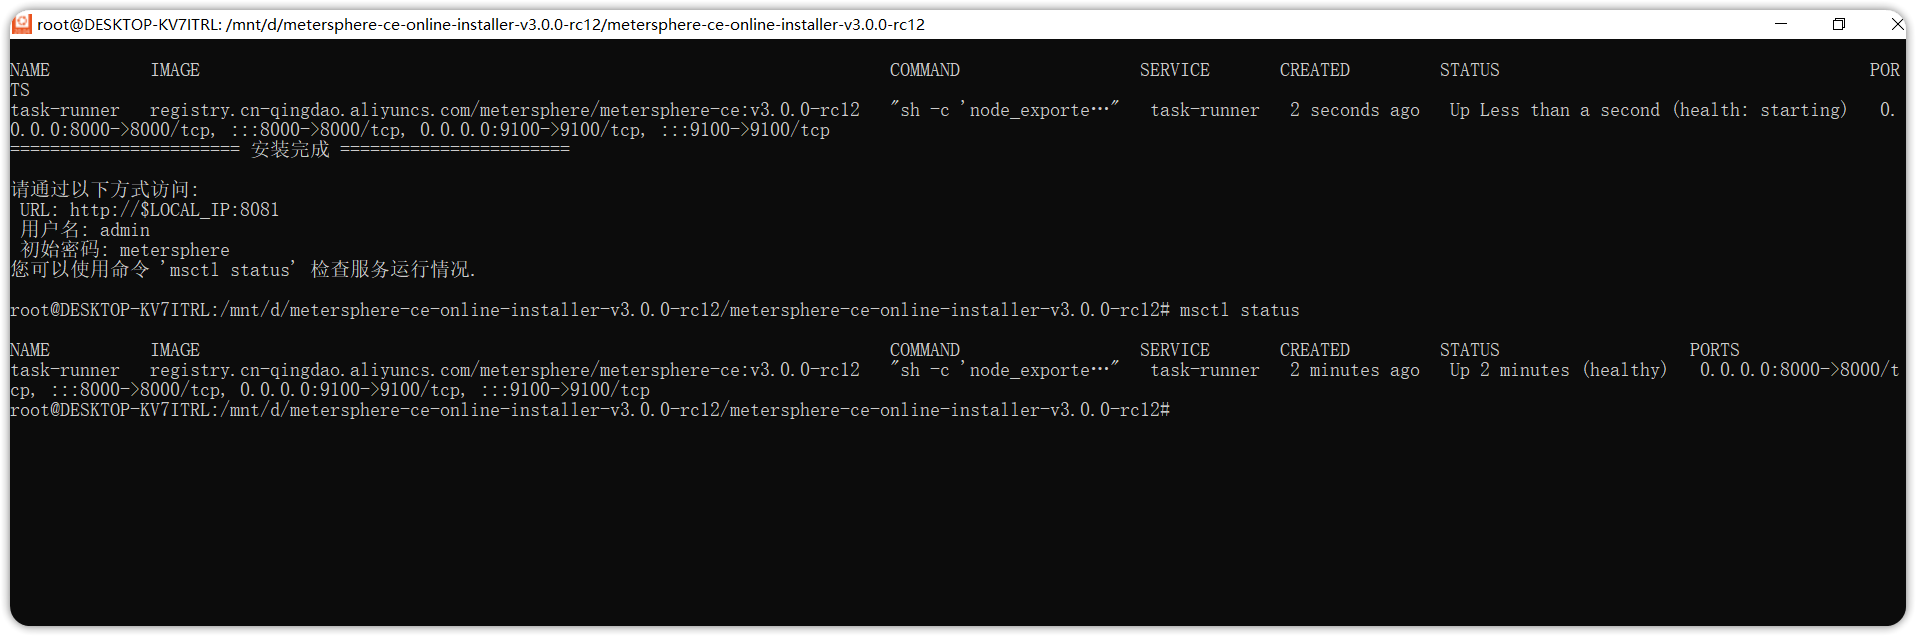 root@DESKTOP-KV7ITRL: /mnt/d/metersphere-ce-online-installer-v3.0.0-rc12/metersphere-ce-online-installer-v3.0.0-rc12
NAME IMAGE COMMAND SERVICE CREATED STATUS POR
TS
task-runner registry.cn-qingdao.aliyuncs.com/metersphere/metersphere-ce:v3.0.0-rc12 "sh -c 'node_exporte…" task-runner 2 seconds ago Up Less than a second (health: starting) 0.
0.0.0:8000->8000/tcp, :::8000->8000/tcp, 0.0.0.0:9100->9100/tcp, :::9100->9100/tcp
======================= 安装完成 =======================
请通过以下方式访问:
URL: http://$LOCAL_IP:8081
用户名: admin
初始密码: metersphere
您可以使用命令 'msctl status' 检查服务运行情况.
root@DESKTOP-KV7ITRL:/mnt/d/metersphere-ce-online-installer-v3.0.0-rc12/metersphere-ce-online-installer-v3.0.0-rc12# msctl status
NAME IMAGE COMMAND SERVICE CREATED STATUS PORTS
task-runner registry.cn-qingdao.aliyuncs.com/metersphere/metersphere-ce:v3.0.0-rc12 "sh -c 'node_exporte…" task-runner 2 minutes ago Up 2 minutes (healthy) 0.0.0.0:8000->8000/t
cp, :::8000->8000/tcp, 0.0.0.0:9100->9100/tcp, :::9100->9100/tcp
root@DESKTOP-KV7ITRL:/mnt/d/metersphere-ce-online-installer-v3.0.0-rc12/metersphere-ce-online-installer-v3.0.0-rc12#